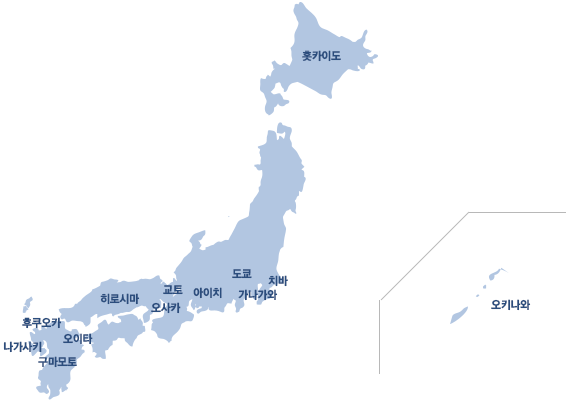 홋카이도
도쿄
치바
교토
아이치
가나가와
히로시마
오사카
오키나와
후쿠오카
오이타
나가사키
구마모토